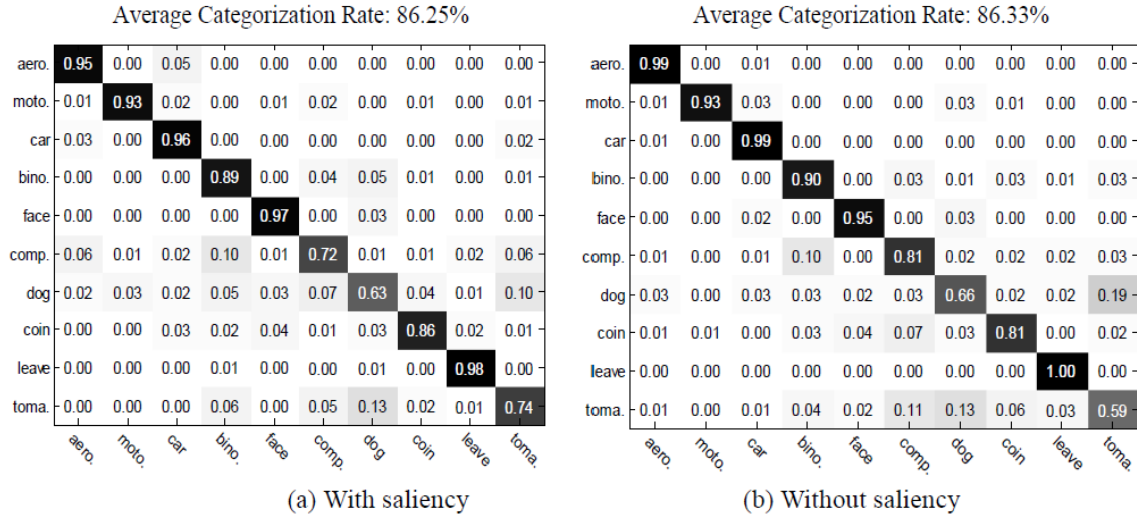 Average Categorization Rate: 86.25%
aero. 0.95 0.00 0.05 0.00 0.00 0.00 0.00 0.00 0.00 0.00
moto. 0.01 0.93 0.02 0.00 0.01 0.02 0.00 0.01 0.00 0.01
car 0.03 0.00 0.96 0.00 0.00 0.00 0.00 0.00 0.00 0.02
bino. 0.00 0.00 0.00 0.89 0.00 0.04 0.05 0.01 0.00 0.01
face 0.00 0.00 0.00 0.00 0.97 0.00 0.03 0.00 0.00 0.00
comp. 0.06 0.01 0.02 0.10 0.01 0.72 0.01 0.01 0.02 0.06
dog 0.02 0.03 0.02 0.05 0.03 0.07 0.63 0.04 0.01 0.10
coin 0.00 0.00 0.03 0.02 0.04 0.01 0.03 0.86 0.02 0.01
leave 0.00 0.00 0.00 0.01 0.00 0.00 0.01 0.00 0.98 0.00
toma. 0.00 0.00 0.00 0.06 0.00 0.05 0.13 0.02 0.01 0.74
aero. moto. car bino. face comp. dog coin leave toma.
(a) With saliency
Average Categorization Rate: 86.33%
aero. 0.99 0.00 0.01 0.00 0.00 0.00 0.00 0.00 0.00 0.00
moto. 0.01 0.93 0.03 0.00 0.00 0.00 0.03 0.01 0.00 0.00
car 0.01 0.00 0.99 0.00 0.00 0.00 0.00 0.00 0.00 0.00
bino. 0.00 0.00 0.00 0.90 0.00 0.03 0.01 0.03 0.01 0.03
face 0.00 0.00 0.02 0.00 0.95 0.00 0.03 0.00 0.00 0.00
comp. 0.01 0.00 0.01 0.10 0.00 0.81 0.02 0.02 0.02 0.03
dog 0.03 0.00 0.03 0.03 0.02 0.03 0.66 0.02 0.02 0.19
coin 0.01 0.01 0.00 0.03 0.04 0.07 0.03 0.81 0.00 0.02
leave 0.00 0.00 0.00 0.00 0.00 0.00 0.00 0.00 1.00 0.00
toma. 0.01 0.00 0.01 0.04 0.02 0.11 0.13 0.06 0.03 0.59
aero. moto. car bino. face comp. dog coin leave toma.
(b) Without saliency